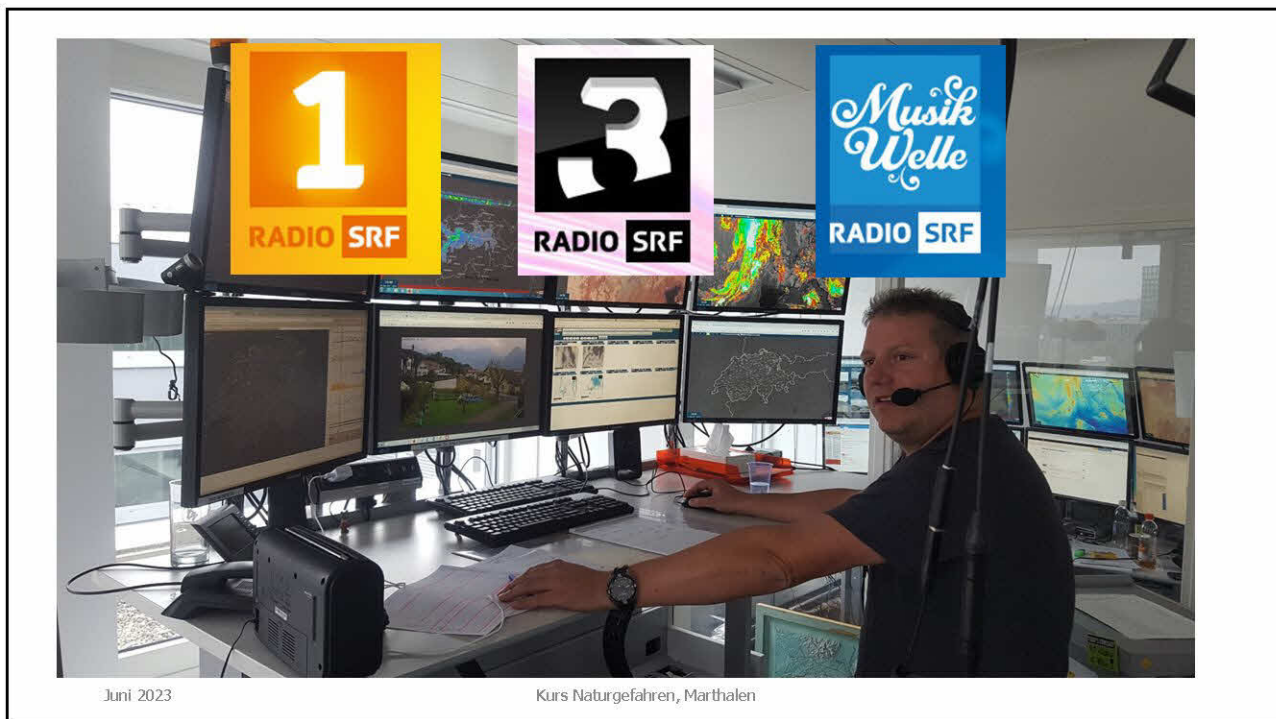 1
RADIO SRF
3
RADIO SRF
Musik
Welle
RADIO SRF
Juni 2023
Kurs Naturgefahren, Marthalen